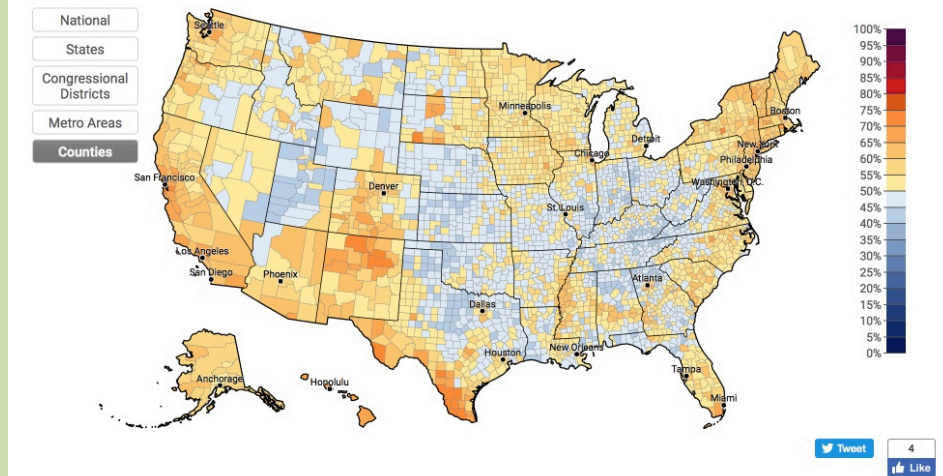 National
States
Congressional
Districts
Metro Areas
Counties
Seattle
Minneapolis
Boston
Detroit
New York
Chicago
Philadelphia
San Francisco
Denver
Washington, D.C.
St. Louis
Los Angeles
San Diego
Phoenix
Atlanta
Dallas
Houston
New Orleans
Tampa
Anchorage
Honolulu
Miami
100%
95%
90%
85%
80%
75%
70%
65%
60%
55%
50%
45%
40%
35%
30%
25%
20%
15%
10%
5%
0%
Tweet
4
Like